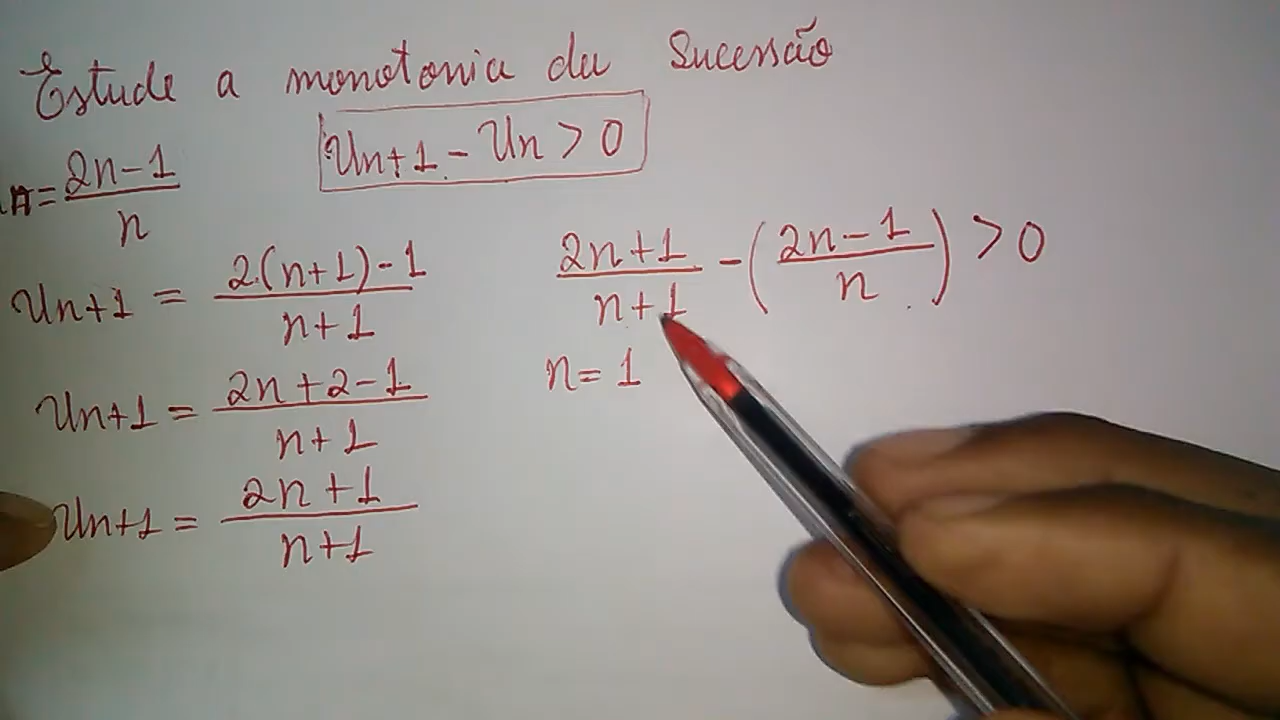 Estude a monotonia da Sucessão
Un+1 - Un > 0
n = 2n-1 / n
Un+1 = 2.(n+1)-1 / n+1
Un+1 = 2n+2-1 / n+1
Un+1 = 2n+1 / n+1
2n+1 / n+1 - (2n-1 / n) > 0
n = 1